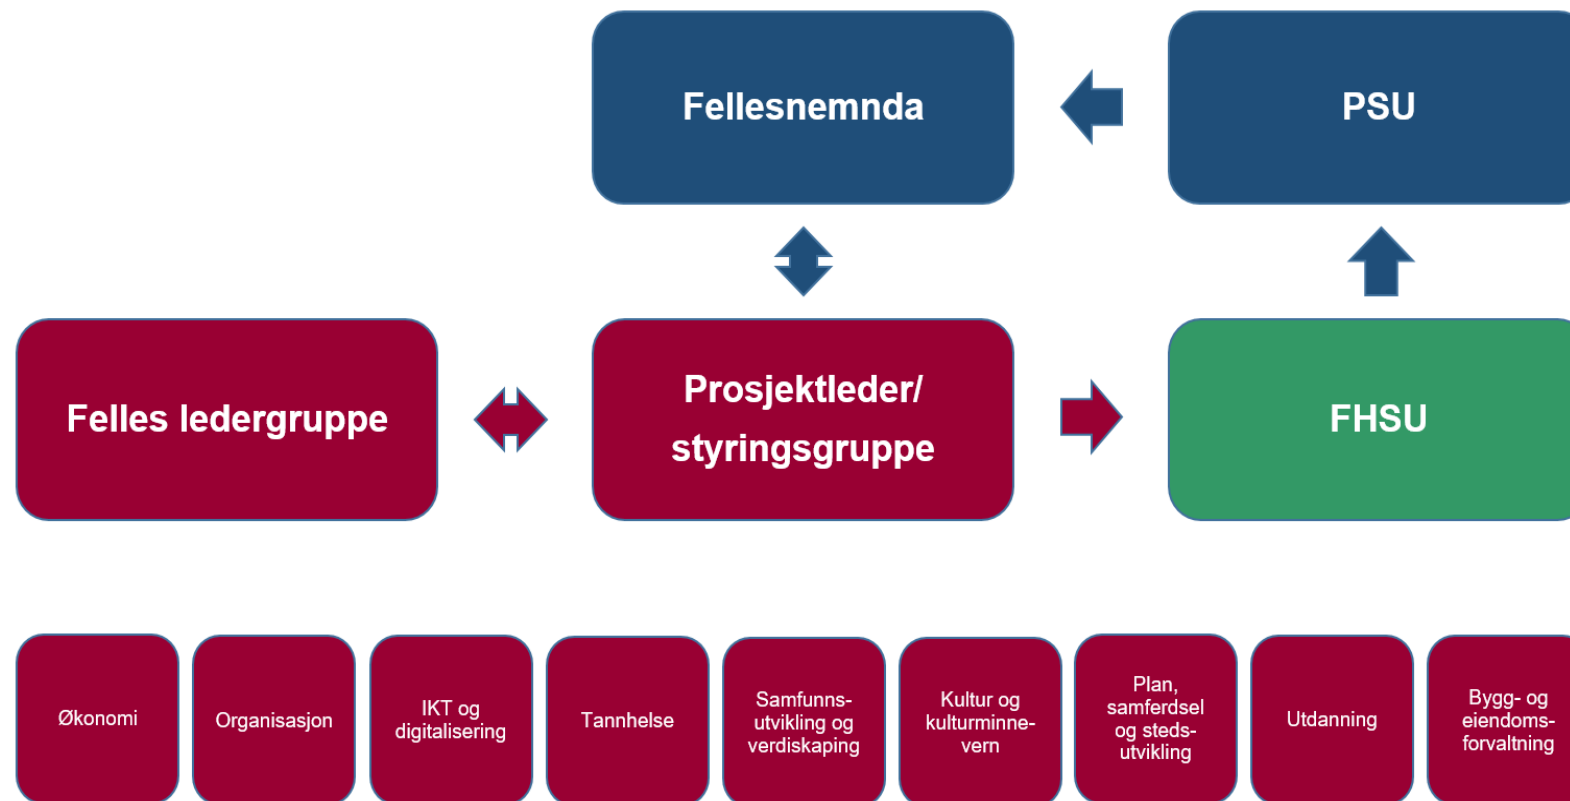 Fellesnemnda
PSU
Felles ledergruppe
Prosjektleder/
styringsgruppe
FHSU
Økonomi
Organisasjon
IKT og
digitalisering
Tannhelse
Samfunns-
utvikling og
verdiskaping
Kultur og
kulturminne-
vern
Plan,
samferdsel
og steds-
utvikling
Utdanning
Bygg- og
eiendoms-
forvaltning